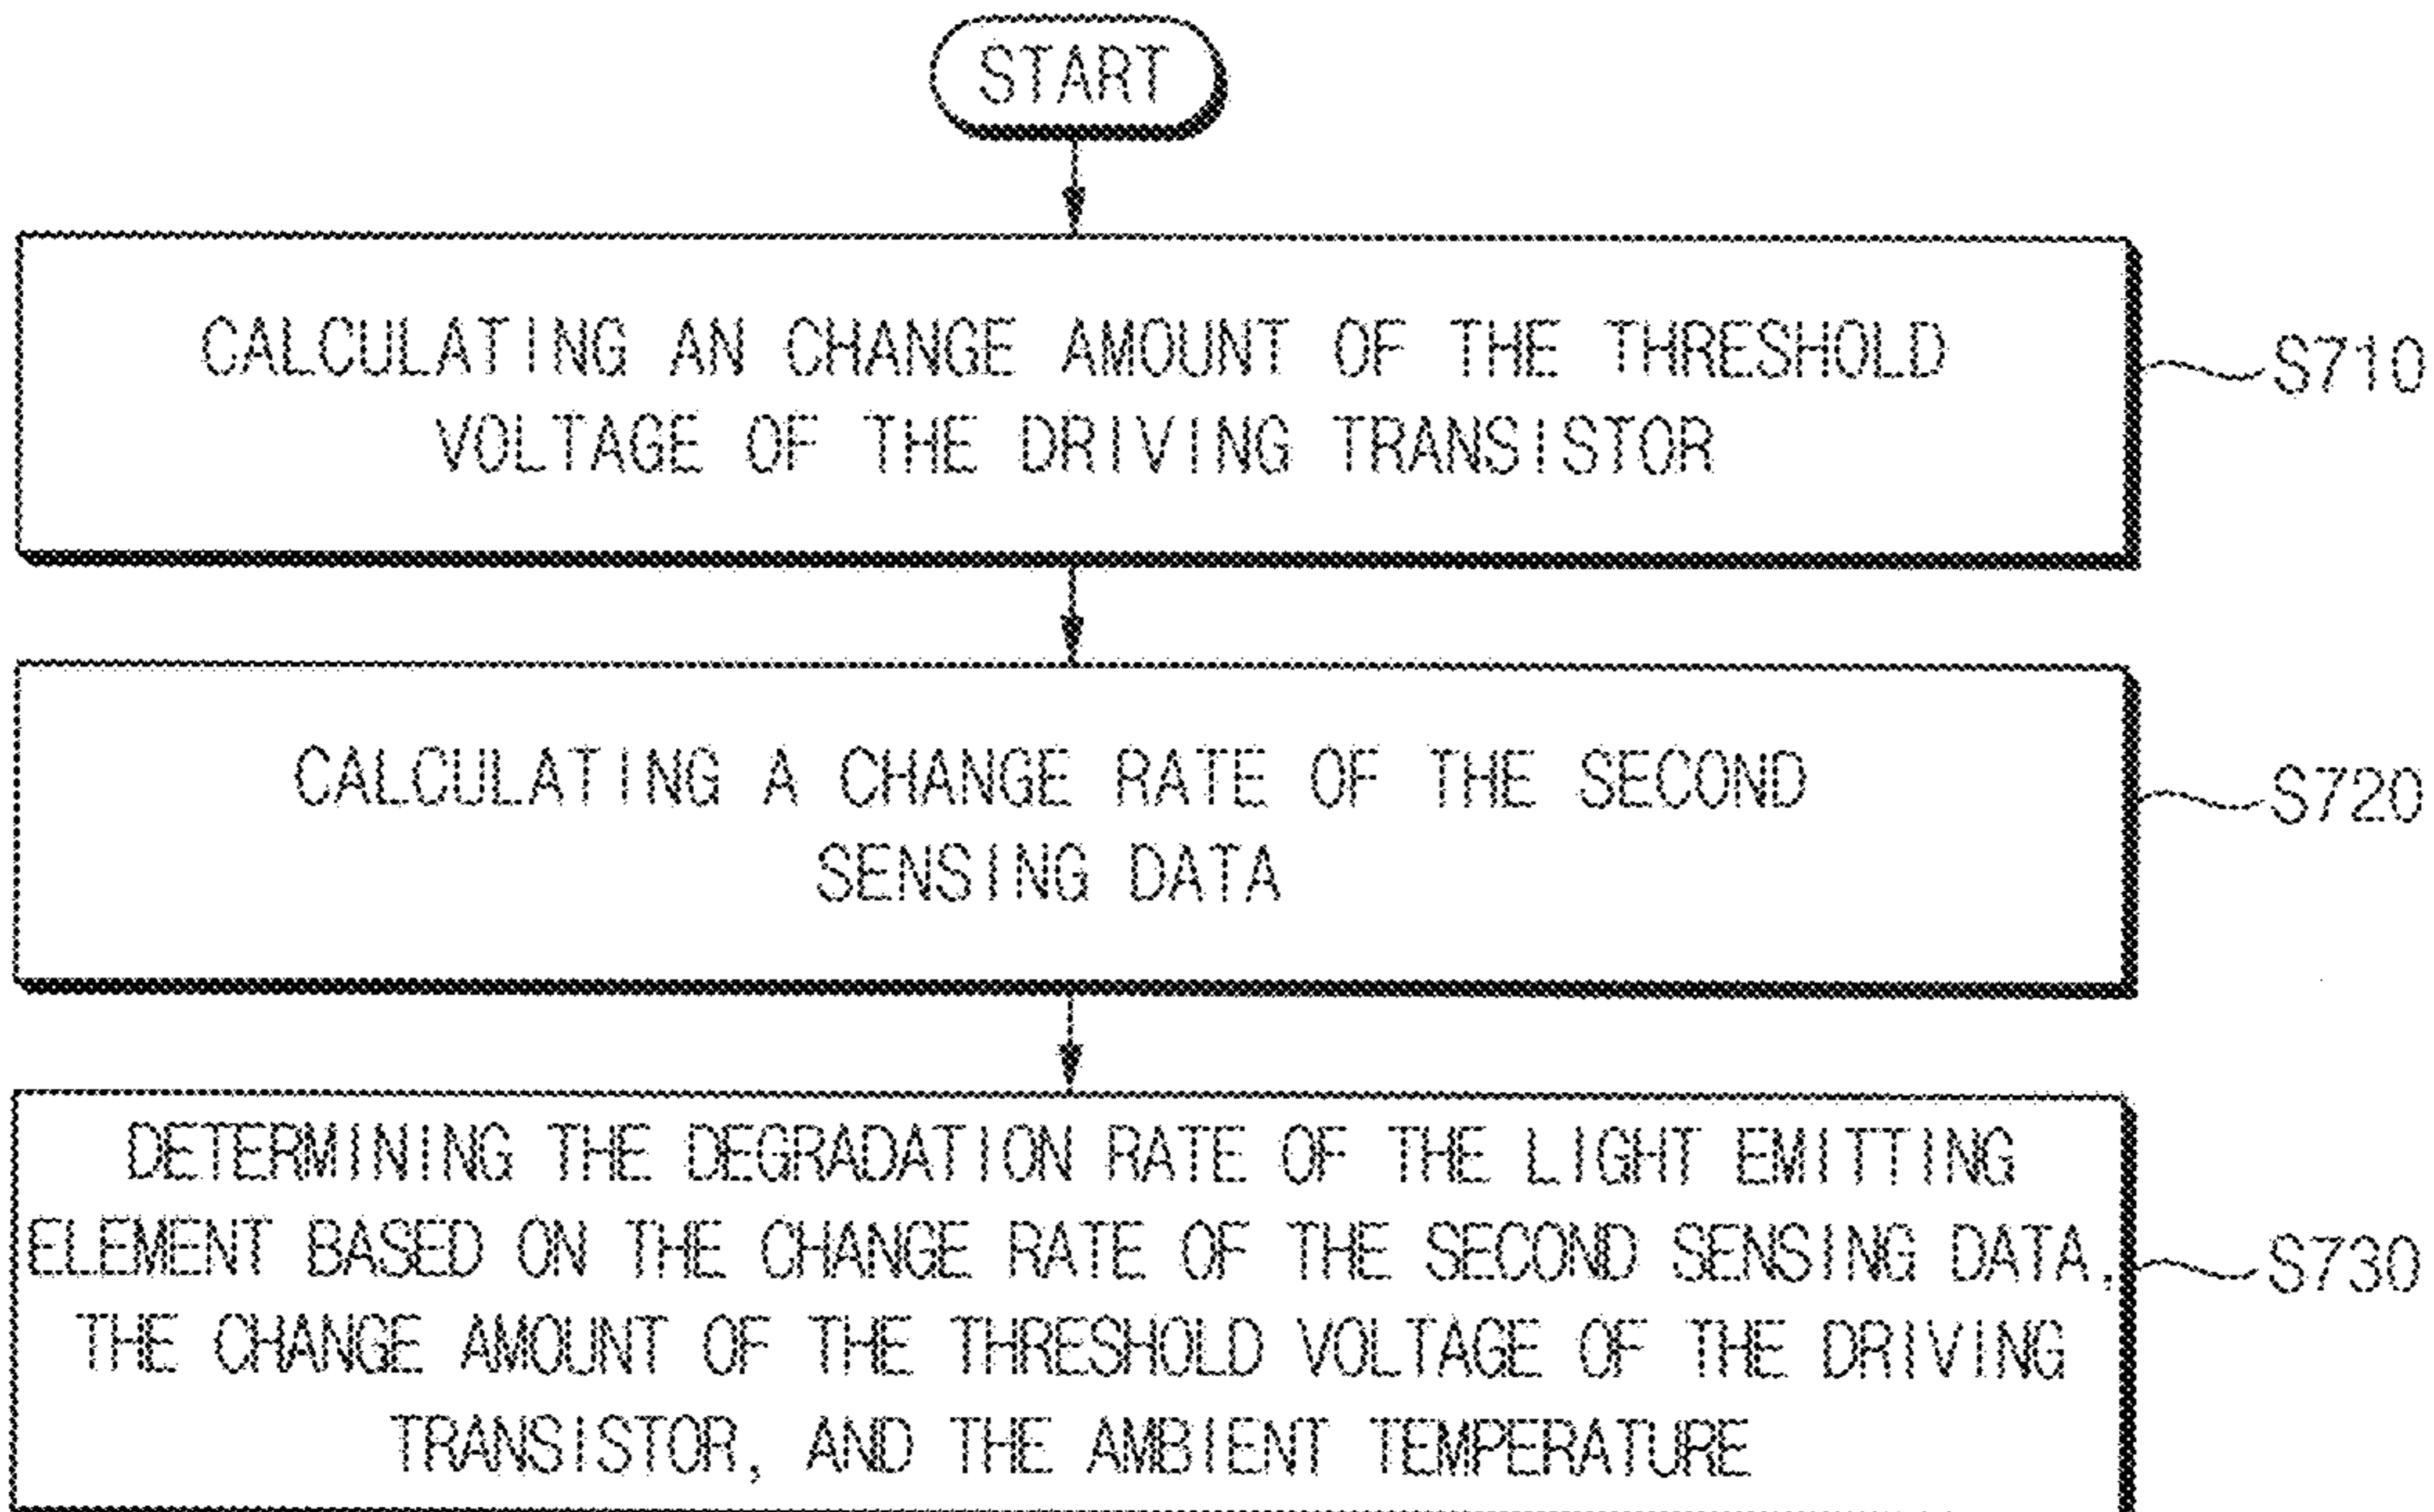 START
CALCULATING AN CHANGE AMOUNT OF THE THRESHOLD
VOLTAGE OF THE DRIVING TRANSISTOR
S710
CALCULATING A CHANGE RATE OF THE SECOND
SENSING DATA
S720
DETERMINING THE DEGRADATION RATE OF THE LIGHT EMITTING
ELEMENT BASED ON THE CHANGE RATE OF THE SECOND SENSING DATA,
THE CHANGE AMOUNT OF THE THRESHOLD VOLTAGE OF THE DRIVING
TRANSISTOR, AND THE AMBIENT TEMPERATURE
S730